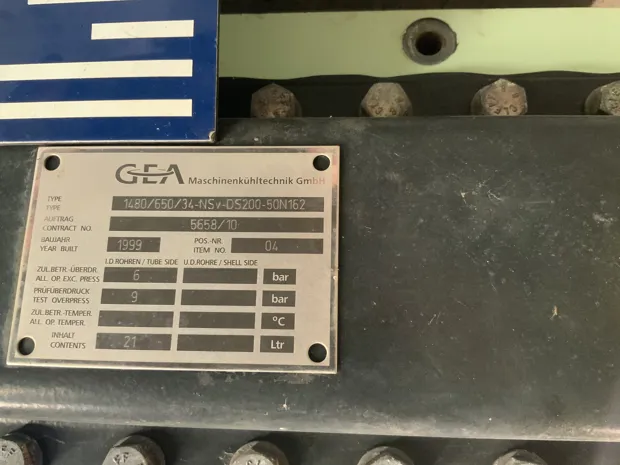 GEA Maschinenkühltechnik GmbH
TYPE
TYPE 1480/650/34-NSv-DS200-50N162
AUFTRAG
CONTRACT NO. 5658/10
BAUJAHR
YEAR BUILT 1999 POS.-NR.
ITEM NO 04
I.D.ROHREN / TUBE SIDE U.D.ROHRE / SHELL SIDE
ZUL.BETR.-ÜBERDR.
ALL. OP. EXC. PRESS 6 bar
PRÜFÜBERDRUCK
TEST OVERPRESS 9 bar
ZUL.BETR.-TEMPER.
ALL. OP. TEMPER. °C
INHALT
CONTENTS 21 Ltr